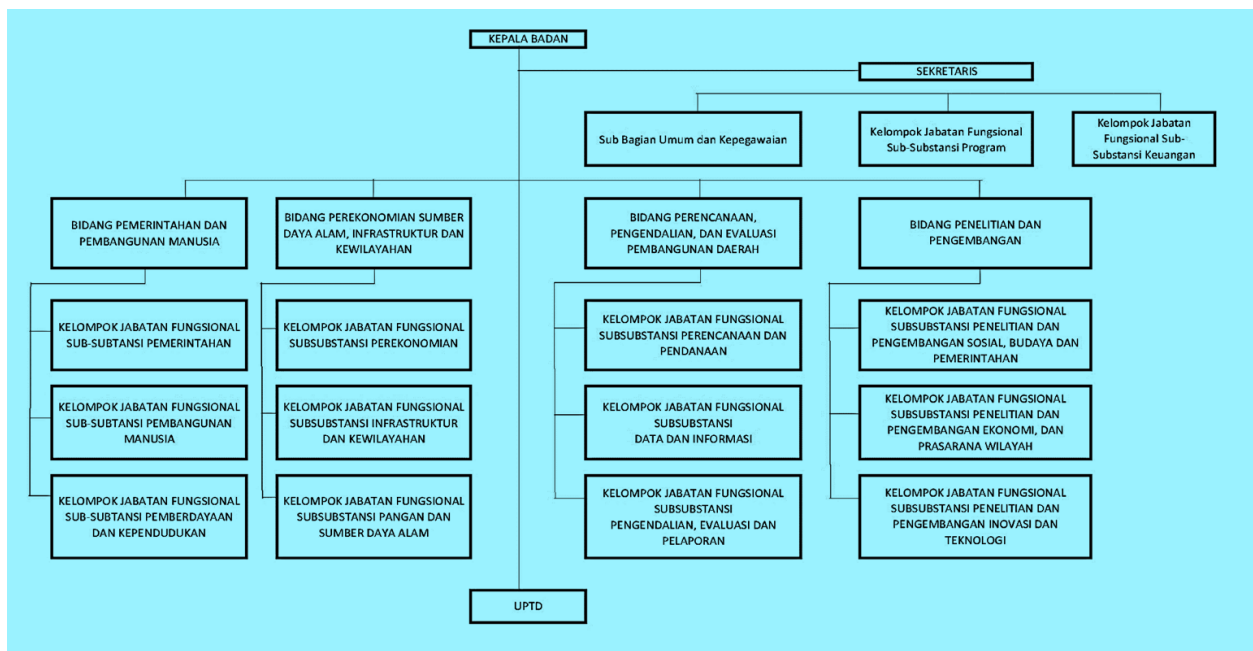 KEPALA BADAN
SEKRETARIS
Sub Bagian Umum dan Kepegawaian
Kelompok Jabatan Fungsional
Sub-Substansi Program
Kelompok Jabatan
Fungsional Sub-
Substansi Keuangan
BIDANG PEMERINTAHAN DAN
PEMBANGUNAN MANUSIA
BIDANG PEREKONOMIAN SUMBER
DAYA ALAM, INFRASTRUKTUR DAN
KEWILAYAHAN
BIDANG PERENCANAAN,
PENGENDALIAN, DAN EVALUASI
PEMBANGUNAN DAERAH
BIDANG PENELITIAN DAN
PENGEMBANGAN
KELOMPOK JABATAN FUNGSIONAL
SUB-SUBTANSI PEMERINTAHAN
KELOMPOK JABATAN FUNGSIONAL
SUBSUBSTANSI PEREKONOMIAN
KELOMPOK JABATAN FUNGSIONAL
SUBSUBSTANSI PERENCANAAN DAN
PENDANAAN
KELOMPOK JABATAN FUNGSIONAL
SUBSUBSTANSI PENELITIAN DAN
PENGEMBANGAN SOSIAL, BUDAYA DAN
PEMERINTAHAN
KELOMPOK JABATAN FUNGSIONAL
SUB-SUBTANSI PEMBANGUNAN
MANUSIA
KELOMPOK JABATAN FUNGSIONAL
SUBSUBSTANSI INFRASTRUKTUR
DAN KEWILAYAHAN
KELOMPOK JABATAN FUNGSIONAL
SUBSUBSTANSI
DATA DAN INFORMASI
KELOMPOK JABATAN FUNGSIONAL
SUBSUBSTANSI PENELITIAN DAN
PENGEMBANGAN EKONOMI, DAN
PRASARANA WILAYAH
KELOMPOK JABATAN FUNGSIONAL
SUB-SUBTANSI PEMBERDAYAAN
DAN KEPENDUDUKAN
KELOMPOK JABATAN FUNGSIONAL
SUBSUBSTANSI PANGAN DAN
SUMBER DAYA ALAM
KELOMPOK JABATAN FUNGSIONAL
SUBSUBSTANSI
PENGENDALIAN, EVALUASI DAN
PELAPORAN
KELOMPOK JABATAN FUNGSIONAL
SUBSUBSTANSI PENELITIAN DAN
PENGEMBANGAN INOVASI DAN
TEKNOLOGI
UPTD